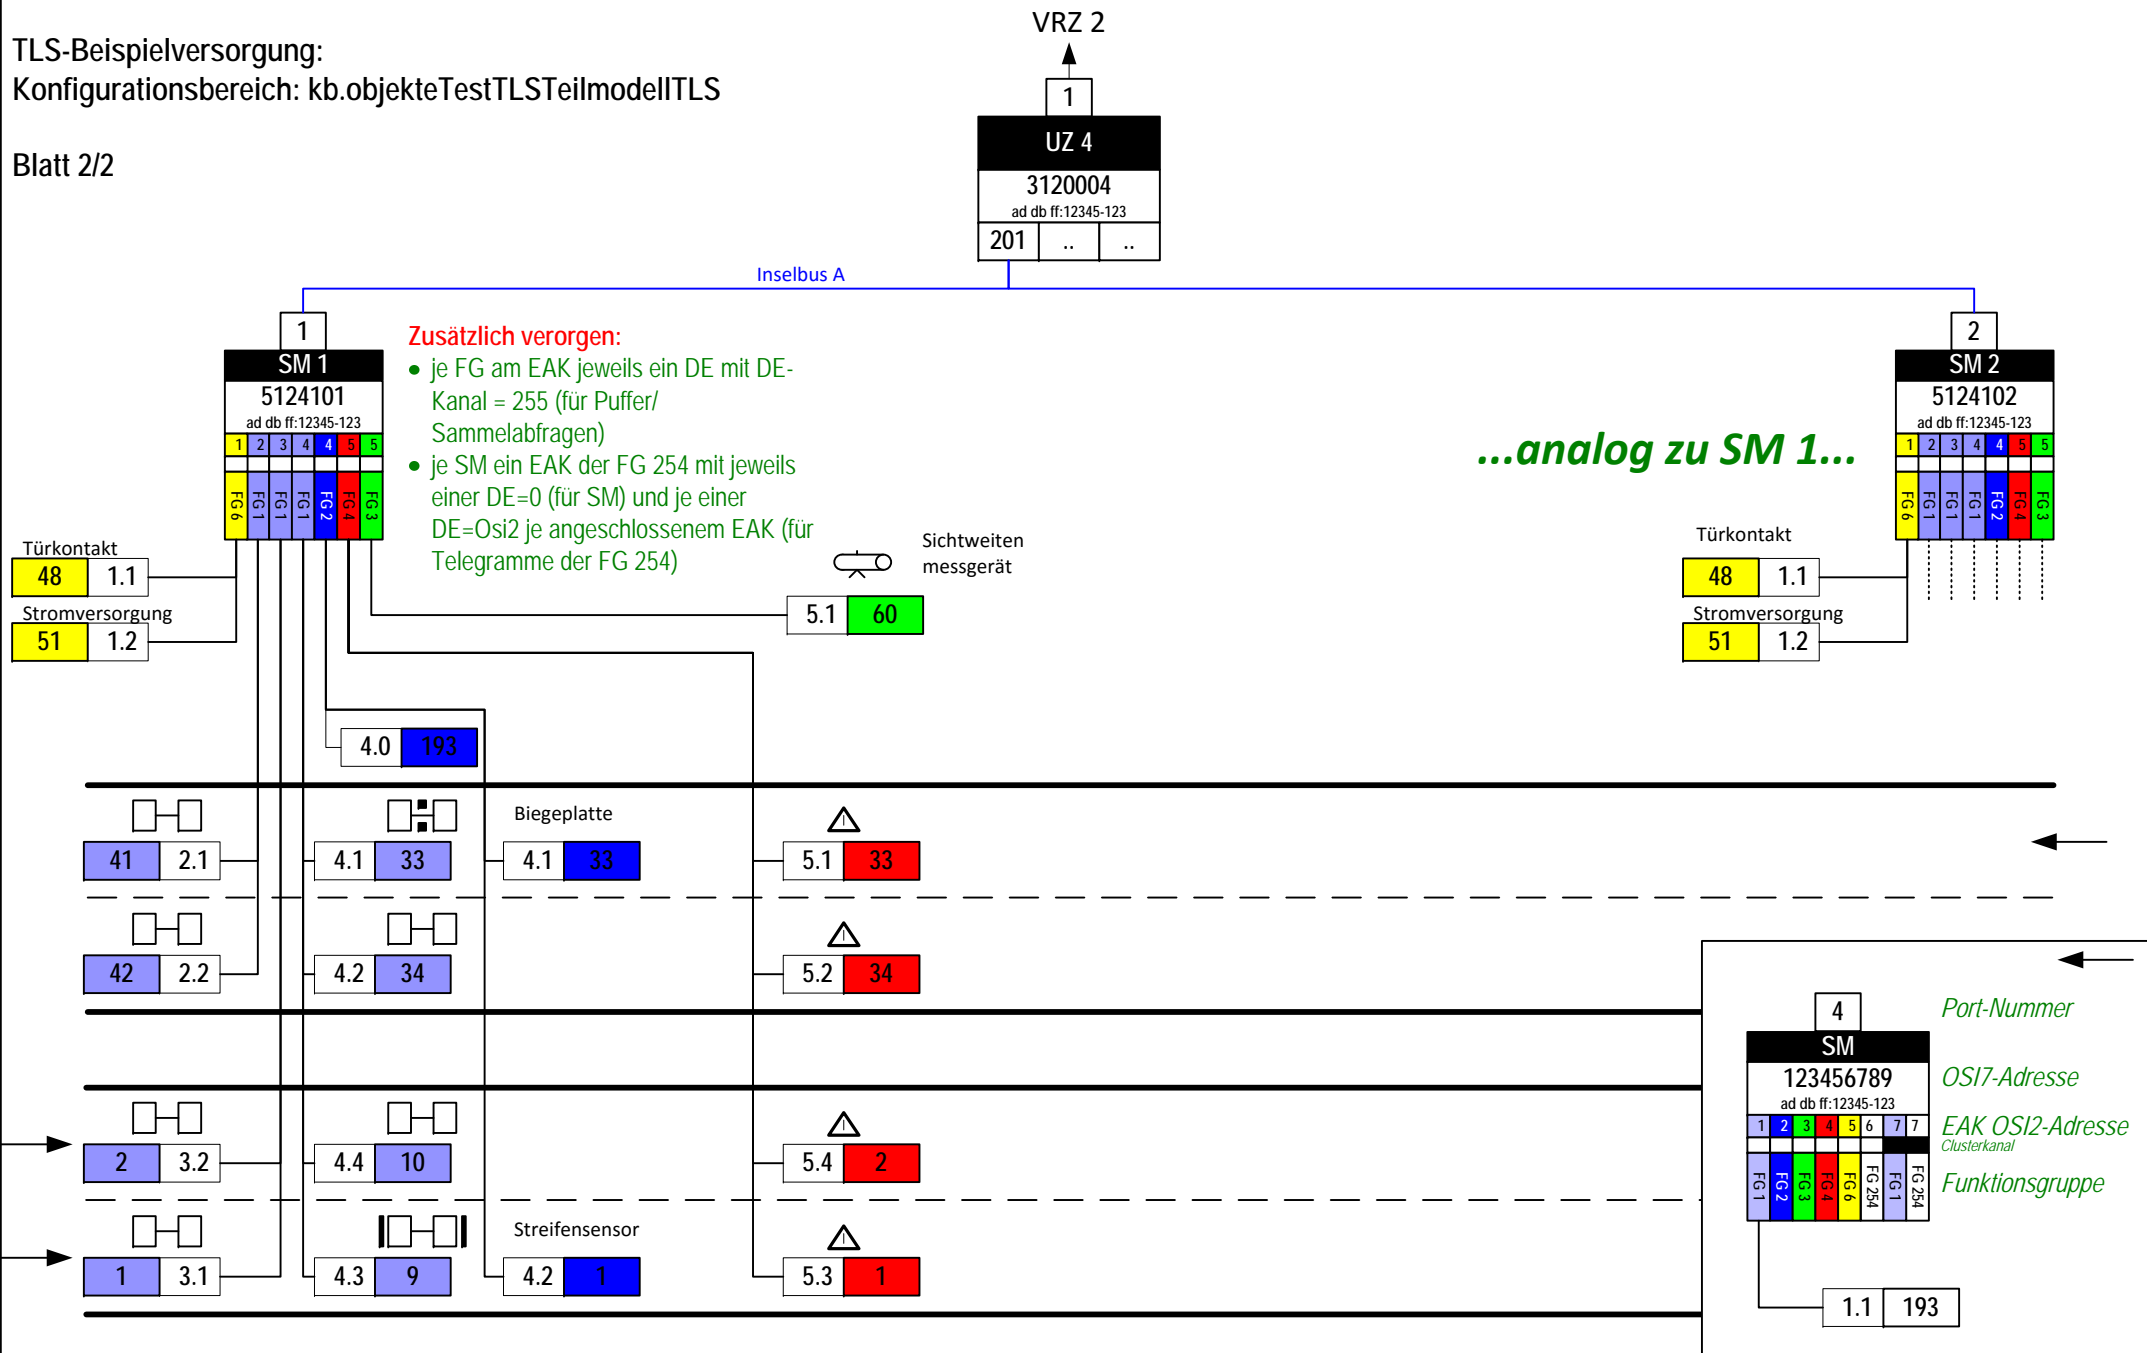 TLS-Beispielversorgung:
Konfigurationsbereich: kb.objekteTestTLSTeilmodellTLS
Blatt 2/2
VRZ 2
1
UZ 4
3120004
ad db ff:12345-123
201 .. ..
Inselbus A
1
SM 1
5124101
ad db ff:12345-123
1 2 3 4 4 5 5
FG 6 FG 1 FG 1 FG 1 FG 2 FG 4 FG 3
Zusätzlich verorgen:
• je FG am EAK jeweils ein DE mit DE-
Kanal = 255 (für Puffer/
Sammelabfragen)
• je SM ein EAK der FG 254 mit jeweils
einer DE=0 (für SM) und je einer
DE=Osi2 je angeschlossenem EAK (für
Telegramme der FG 254)
...analog zu SM 1...
2
SM 2
5124102
ad db ff:12345-123
1 2 3 4 4 5 5
FG 6 FG 1 FG 1 FG 1 FG 2 FG 4 FG 3
Türkontakt
48 1.1
Stromversorgung
51 1.2
Sichtweiten
messgerät
5.1 60
Türkontakt
48 1.1
Stromversorgung
51 1.2
4.0 193
Biegeplatte
41 2.1
4.1 33
4.1 33
5.1 33
42 2.2
4.2 34
5.2 34
2 3.2
4.4 10
5.4 2
Streifensensor
1 3.1
4.3 9
4.2 1
5.3 1
4
Port-Nummer
SM
123456789
OSI7-Adresse
ad db ff:12345-123
1 2 3 4 5 6 7 7
EAK OSI2-Adresse
Clusterkanal
FG 1 FG 2 FG 3 FG 4 FG 6 FG 254 FG 1 FG 254
Funktionsgruppe
1.1 193